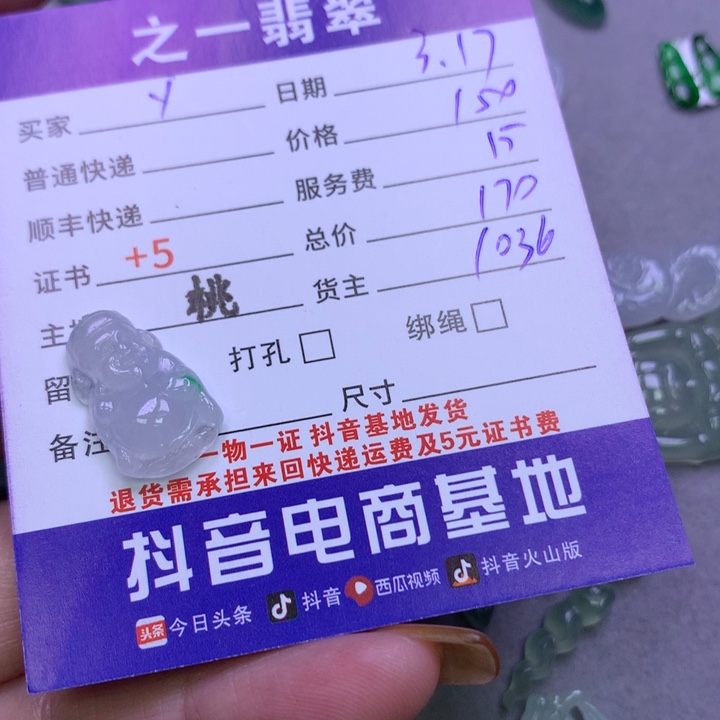 之一翡翠
买家 y 日期 3.17
普通快递 价格 150
顺丰快递 服务费 15
证书 +5 总价 170
主 桃 货主 1036
留 打孔 □ 绑绳 □
备注 尺寸
一物一证 抖音基地发货
退货需承担来回快递运费及5元证书费
抖音电商基地
头条 今日头条 抖音 西瓜视频 抖音火山版